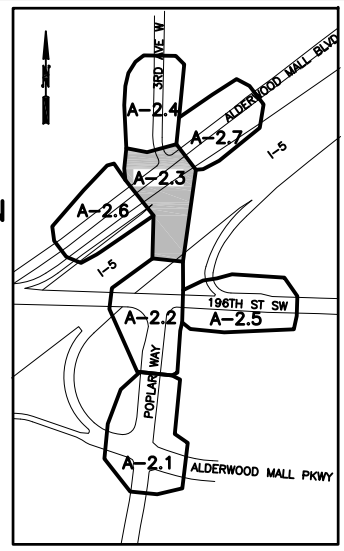 3RD AVE W
ALDERWOOD MALL BLVD
A-2.4
A-2.7
I-5
A-2.3
A-2.6
I-5
196TH ST SW
A-2.2
A-2.5
POPLAR WAY
A-2.1
ALDERWOOD MALL PKWY